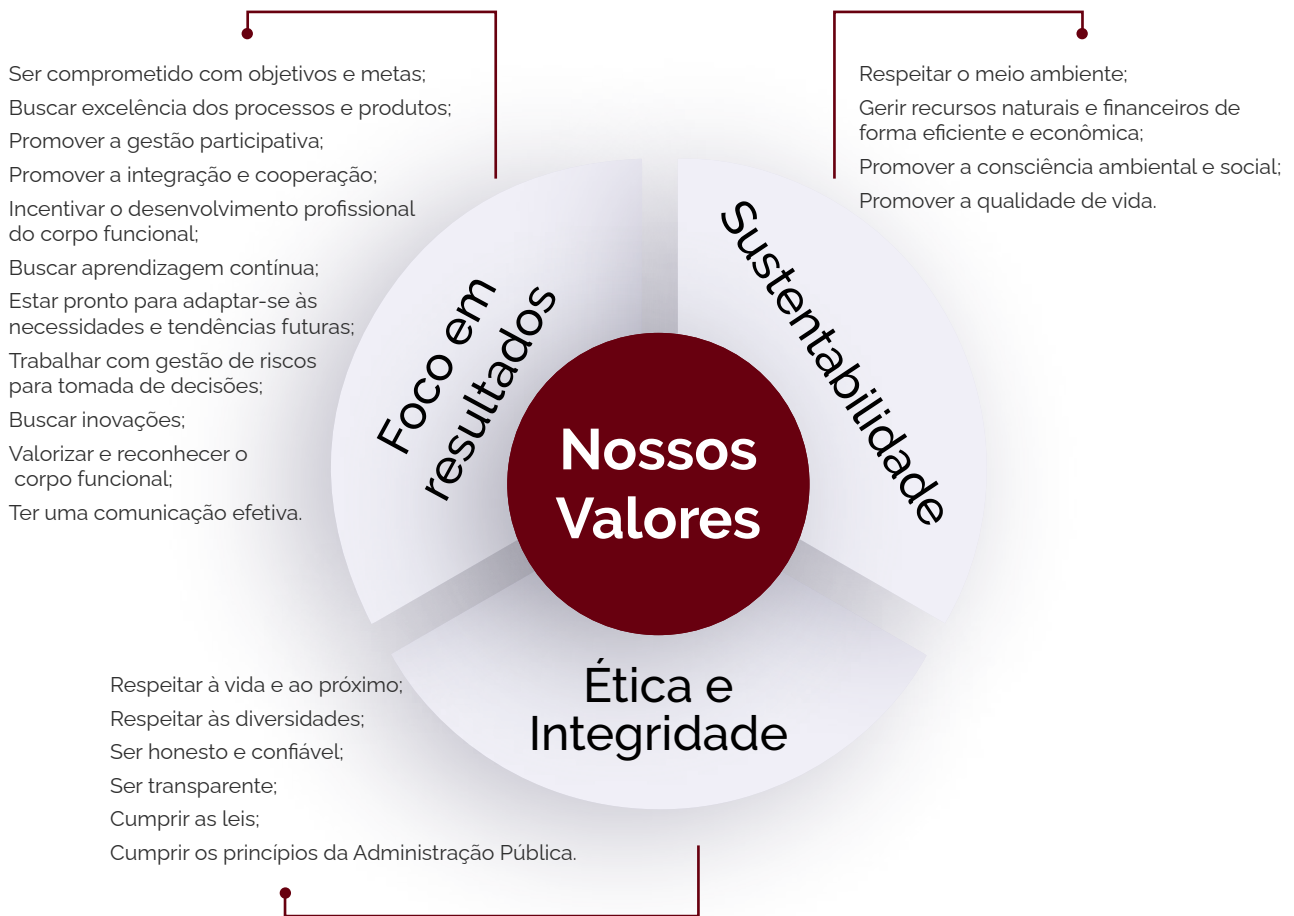 Ser comprometido com objetivos e metas;
Buscar excelência dos processos e produtos;
Promover a gestão participativa;
Promover a integração e cooperação;
Incentivar o desenvolvimento profissional
do corpo funcional;
Buscar aprendizagem contínua;
Estar pronto para adaptar-se às
necessidades e tendências futuras;
Trabalhar com gestão de riscos
para tomada de decisões;
Buscar inovações;
Valorizar e reconhecer o
corpo funcional;
Ter uma comunicação efetiva.
Foco em
resultados
Respeitar o meio ambiente;
Gerir recursos naturais e financeiros de
forma eficiente e econômica;
Promover a consciência ambiental e social;
Promover a qualidade de vida.
Sustentabilidade
Nossos
Valores
Ética e
Integridade
Respeitar à vida e ao próximo;
Respeitar às diversidades;
Ser honesto e confiável;
Ser transparente;
Cumprir as leis;
Cumprir os princípios da Administração Pública.